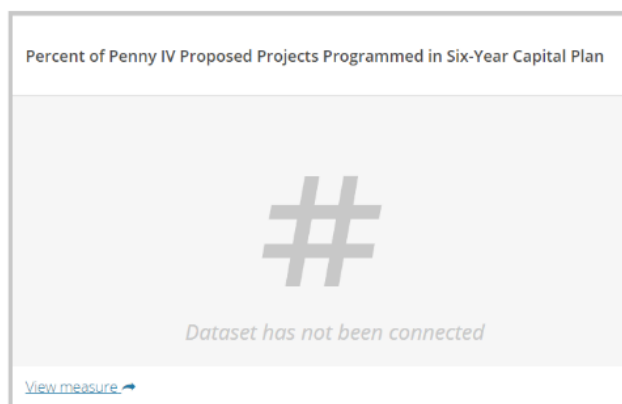 Percent of Penny IV Proposed Projects Programmed in Six-Year Capital Plan
#
Dataset has not been connected
View measure